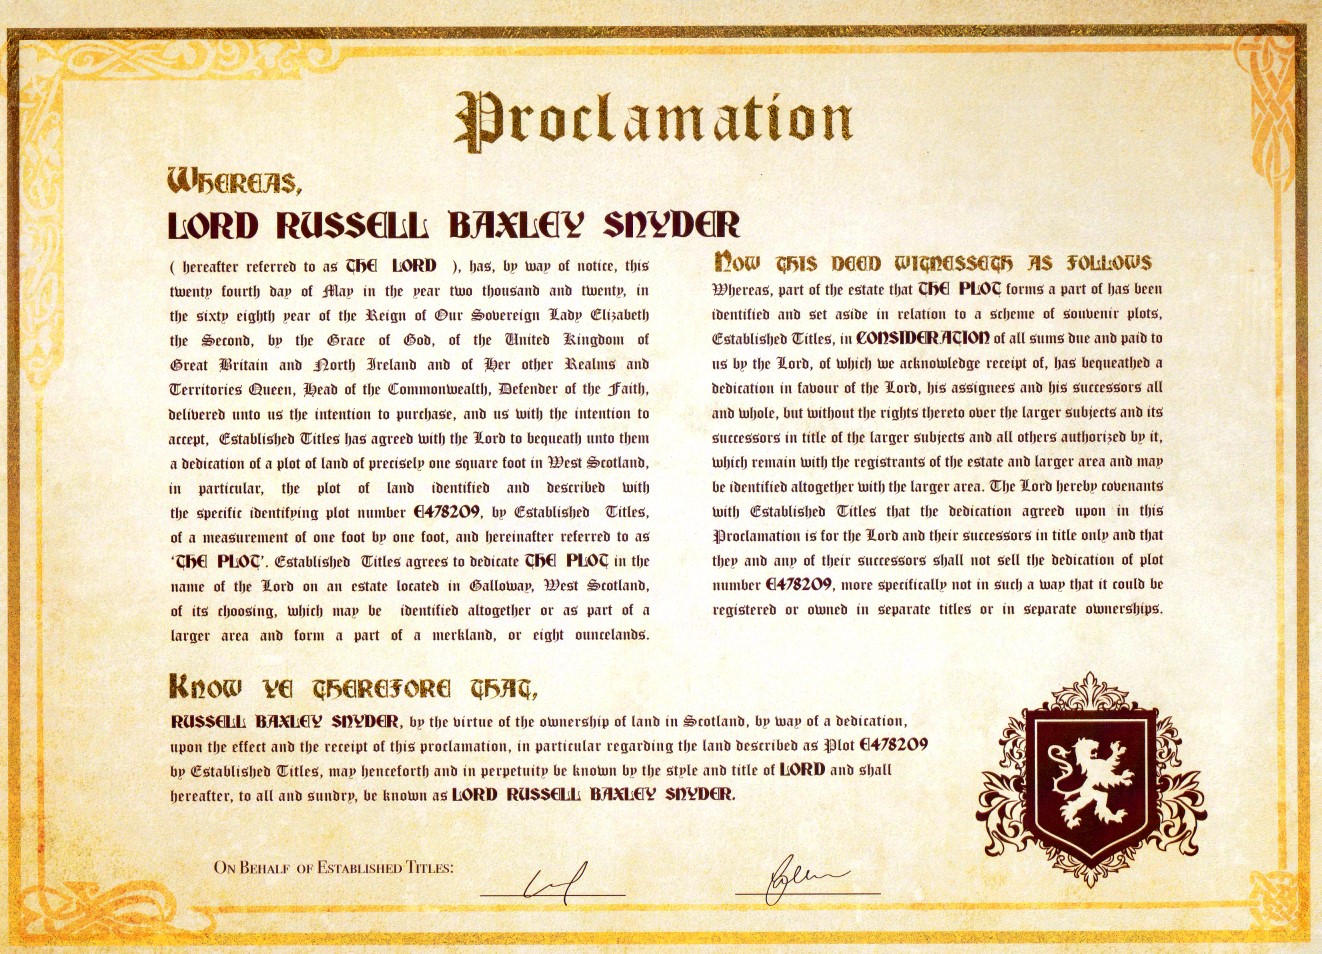 Proclamation
Whereas,
LORD RUSSELL BAXLEY SNYDER
( hereafter referred to as THE LORD ), has, by way of notice, this
twenty fourth day of May in the year two thousand and twenty, in
the sixty eighth year of the Reign of Our Sovereign Lady Elizabeth
the Second, by the Grace of God, of the United Kingdom of
Great Britain and North Ireland and of Her other Realms and
Territories Queen, Head of the Commonwealth, Defender of the Faith,
delivered unto us the intention to purchase, and us with the intention to
accept, Established Titles has agreed with the Lord to bequeath unto them
a dedication of a plot of land of precisely one square foot in West Scotland,
in particular, the plot of land identified and described with
the specific identifying plot number E478209, by Established Titles,
of a measurement of one foot by one foot, and hereinafter referred to as
‘THE PLOT’. Established Titles agrees to dedicate THE PLOT in the
name of the Lord on an estate located in Galloway, West Scotland,
of its choosing, which may be identified altogether or as part of a
larger area and form a part of a merkland, or eight ouncelands.
NOW THIS DEED WITNESSETH AS FOLLOWS
Whereas, part of the estate that THE PLOT forms a part of has been
identified and set aside in relation to a scheme of souvenir plots,
Established Titles, in CONSIDERATION of all sums due and paid to
us by the Lord, of which we acknowledge receipt of, has bequeathed a
dedication in favour of the Lord, his assignees and his successors all
and whole, but without the rights thereto over the larger subjects and its
successors in title of the larger subjects and all others authorized by it,
which remain with the registrants of the estate and larger area and may
be identified altogether with the larger area. The Lord hereby covenants
with Established Titles that the dedication agreed upon in this
Proclamation is for the Lord and their successors in title only and that
they and any of their successors shall not sell the dedication of plot
number E478209, more specifically not in such a way that it could be
registered or owned in separate titles or in separate ownerships.
KNOW YE THEREFORE THAT,
RUSSELL BAXLEY SNYDER, by the virtue of the ownership of land in Scotland, by way of a dedication,
upon the effect and the receipt of this proclamation, in particular regarding the land described as Plot E478209
by Established Titles, may henceforth and in perpetuity be known by the style and title of LORD and shall
hereafter, to all and sundry, be known as LORD RUSSELL BAXLEY SNYDER.
ON BEHALF OF ESTABLISHED TITLES: